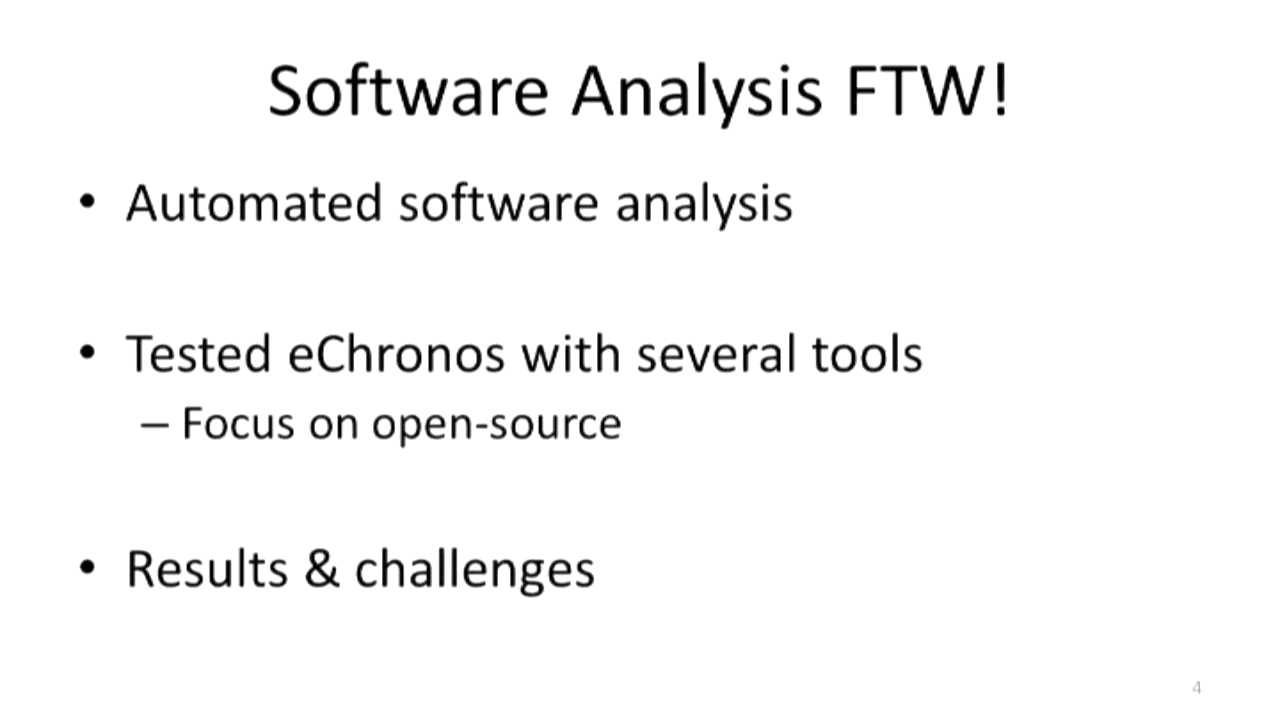 Software Analysis FTW!
• Automated software analysis
• Tested eChronos with several tools
– Focus on open-source
• Results & challenges
4